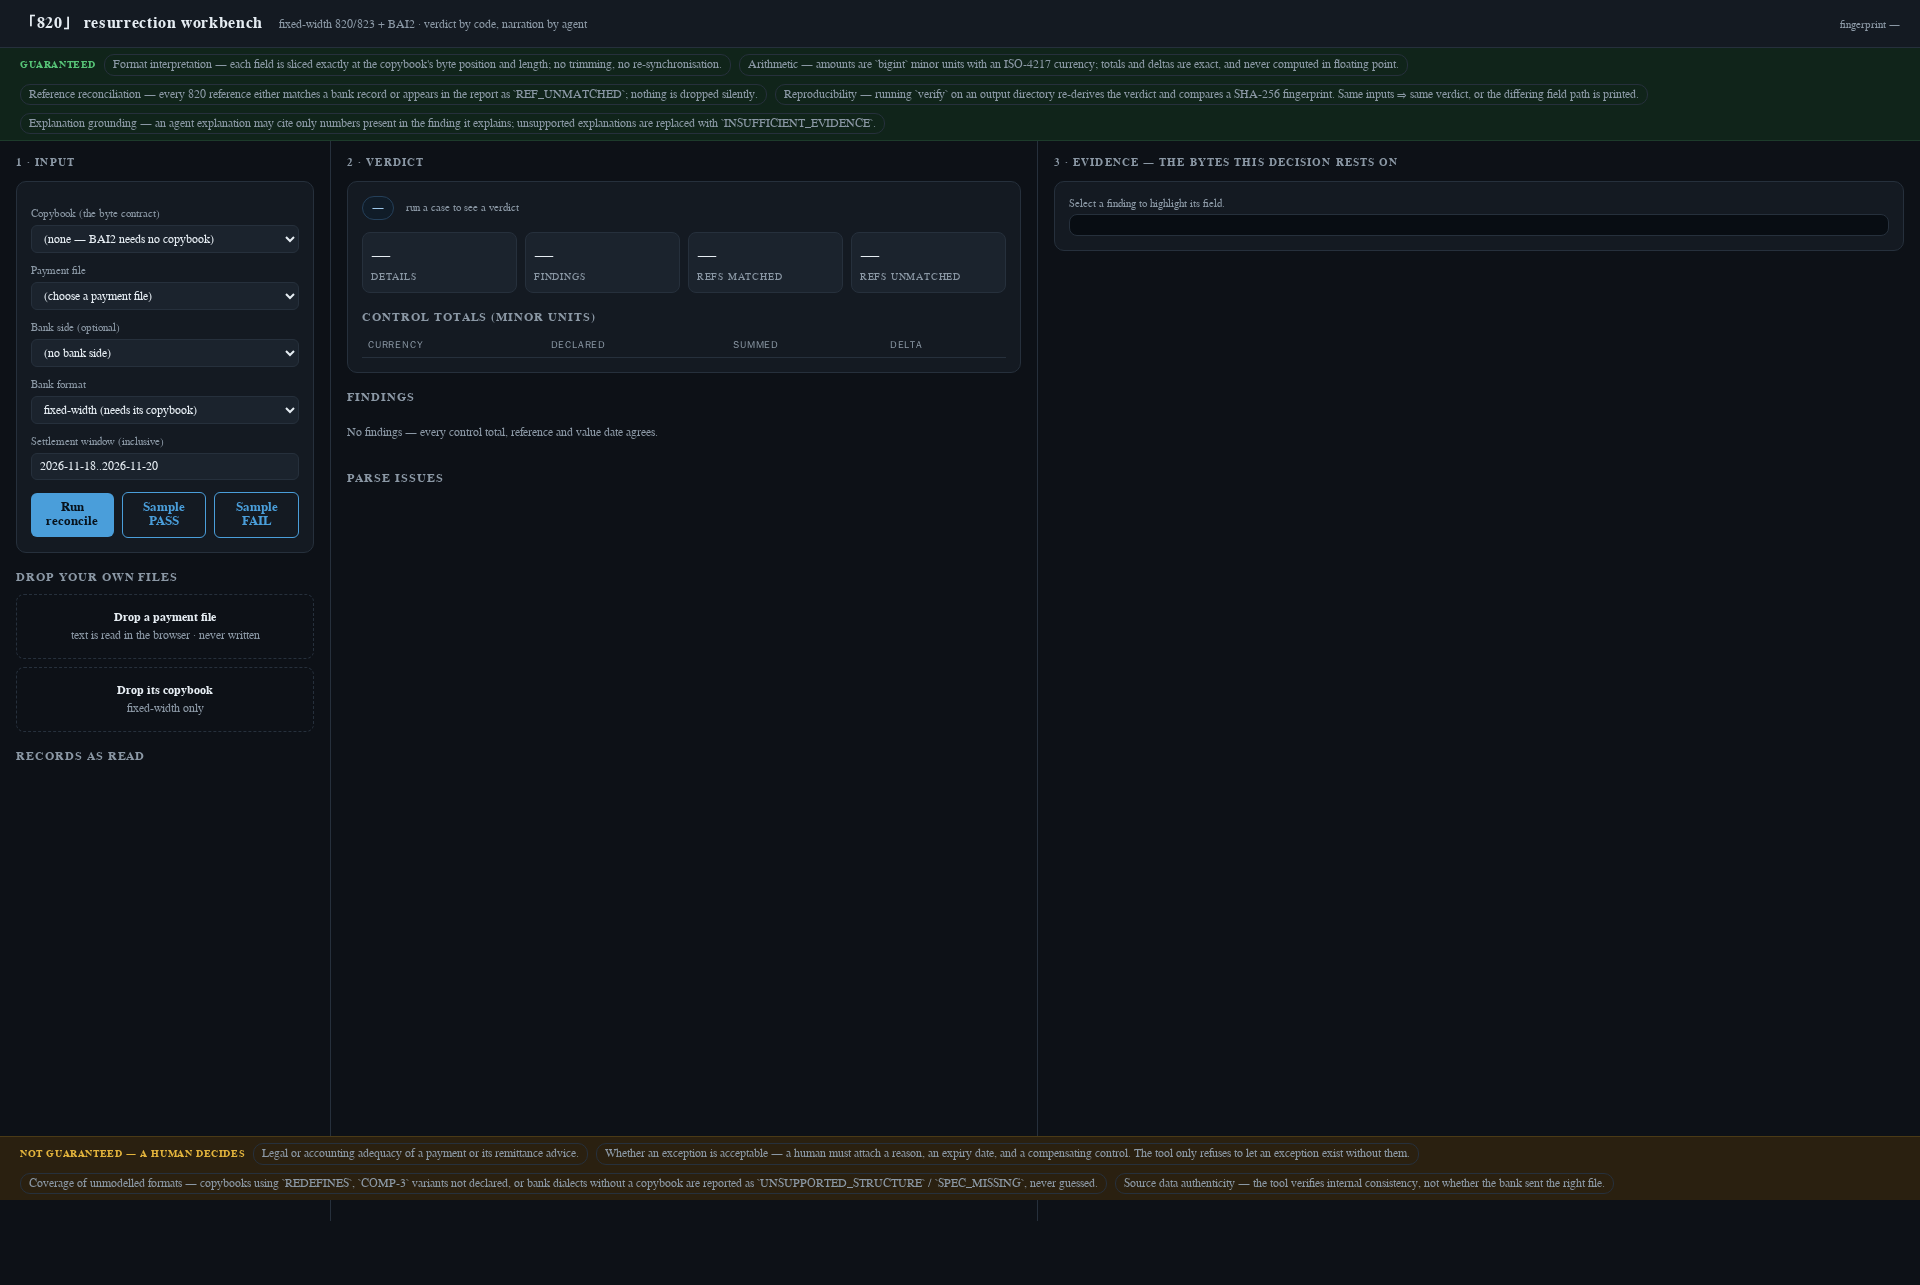 「820」 resurrection workbench
fixed-width 820/823 + BAI2 · verdict by code, narration by agent
fingerprint —
GUARANTEED
Format interpretation — each field is sliced exactly at the copybook's byte position and length; no trimming, no re-synchronisation.
Arithmetic — amounts are `bigint` minor units with an ISO-4217 currency; totals and deltas are exact, and never computed in floating point.
Reference reconciliation — every 820 reference either matches a bank record or appears in the report as `REF_UNMATCHED`; nothing is dropped silently.
Reproducibility — running `verify` on an output directory re-derives the verdict and compares a SHA-256 fingerprint. Same inputs ⇒ same verdict, or the differing field path is printed.
Explanation grounding — an agent explanation may cite only numbers present in the finding it explains; unsupported explanations are replaced with `INSUFFICIENT_EVIDENCE`.
1 · INPUT
Copybook (the byte contract)
(none — BAI2 needs no copybook)
Payment file
(choose a payment file)
Bank side (optional)
(no bank side)
Bank format
fixed-width (needs its copybook)
Settlement window (inclusive)
2026-11-18..2026-11-20
Run reconcile
Sample PASS
Sample FAIL
DROP YOUR OWN FILES
Drop a payment file
text is read in the browser · never written
Drop its copybook
fixed-width only
RECORDS AS READ
2 · VERDICT
—
run a case to see a verdict
—
DETAILS
—
FINDINGS
—
REFS MATCHED
—
REFS UNMATCHED
CONTROL TOTALS (MINOR UNITS)
CURRENCY DECLARED SUMMED DELTA
FINDINGS
No findings — every control total, reference and value date agrees.
PARSE ISSUES
3 · EVIDENCE — THE BYTES THIS DECISION RESTS ON
Select a finding to highlight its field.
NOT GUARANTEED — A HUMAN DECIDES
Legal or accounting adequacy of a payment or its remittance advice.
Whether an exception is acceptable — a human must attach a reason, an expiry date, and a compensating control. The tool only refuses to let an exception exist without them.
Coverage of unmodelled formats — copybooks using `REDEFINES`, `COMP-3` variants not declared, or bank dialects without a copybook are reported as `UNSUPPORTED_STRUCTURE` / `SPEC_MISSING`, never guessed.
Source data authenticity — the tool verifies internal consistency, not whether the bank sent the right file.